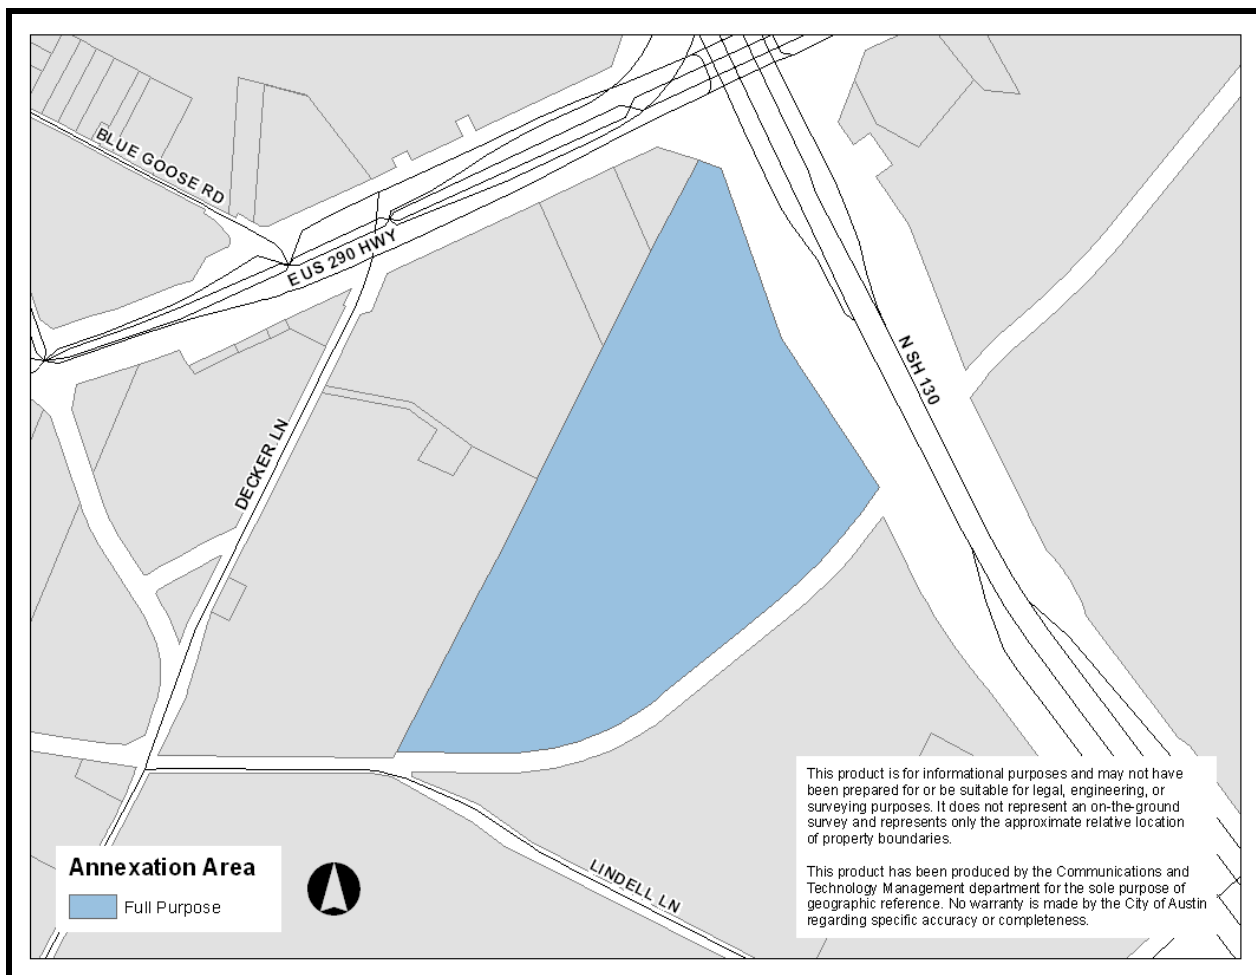 BLUE GOOSE RD
E US 290 HWY
N SH 130
DECKER LN
LINDELL LN
Annexation Area
Full Purpose
This product is for informational purposes and may not have
been prepared for or be suitable for legal, engineering, or
surveying purposes. It does not represent an on-the-ground
survey and represents only the approximate relative location
of property boundaries.
This product has been produced by the Communications and
Technology Management department for the sole purpose of
geographic reference. No warranty is made by the City of Austin
regarding specific accuracy or completeness.